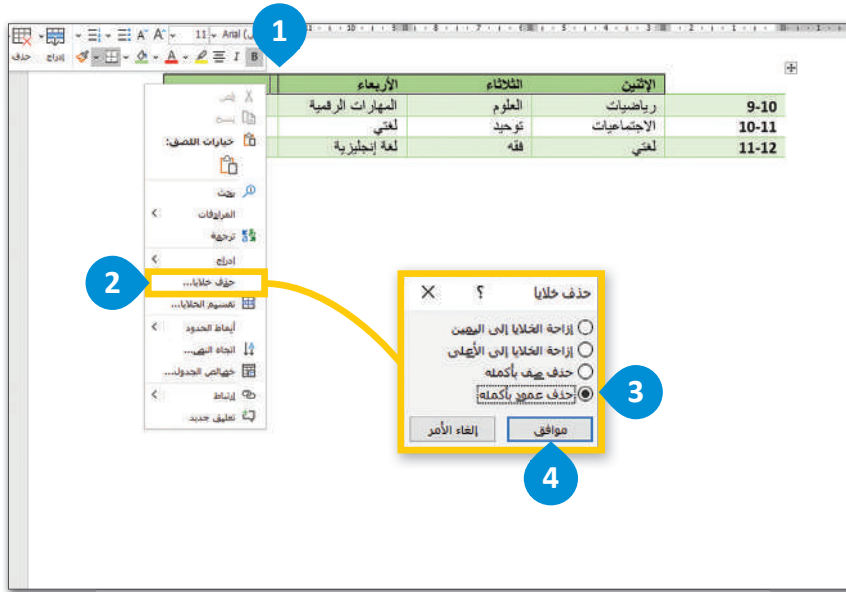 1
11 Arial
A A
إدراج
حذف
B I
الإثنين الثلاثاء الأربعاء
9-10 رياضيات العلوم المهارات الرقمية
10-11 الاجتماعيات توحيد لغتي
11-12 لغتي فقه لغة إنجليزية
قص
نسخ
خيارات اللصق:
بحث
المرادفات
ترجمة
إدراج
2
حذف خلايا...
تقسيم الخلايا...
أنماط الحدود
اتجاه النص...
خصائص الجدول...
ارتباط
تعليق جديد
حذف خلايا ؟ X
إزاحة الخلايا إلى اليمين
إزاحة الخلايا إلى الأعلى
حذف صف بأكمله
حذف عمود بأكمله
3
موافق إلغاء الأمر
4